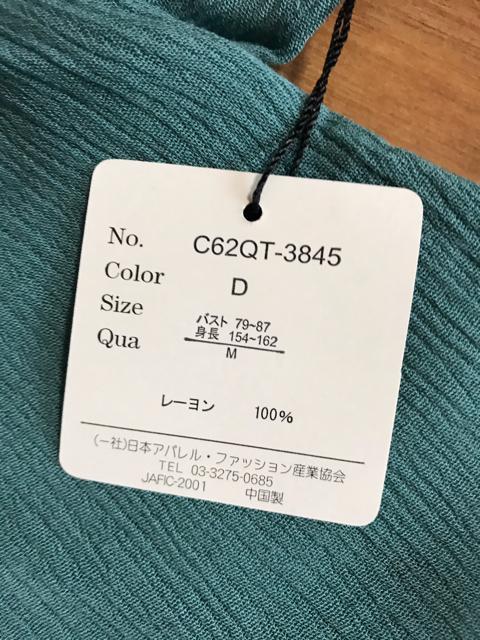 No. C62QT-3845
Color D
Size バスト 79~87
身長 154~162
M
Qua
レーヨン 100%
(一社)日本アパレル・ファッション産業協会
TEL 03-3275-0685
JAFIC-2001 中国製